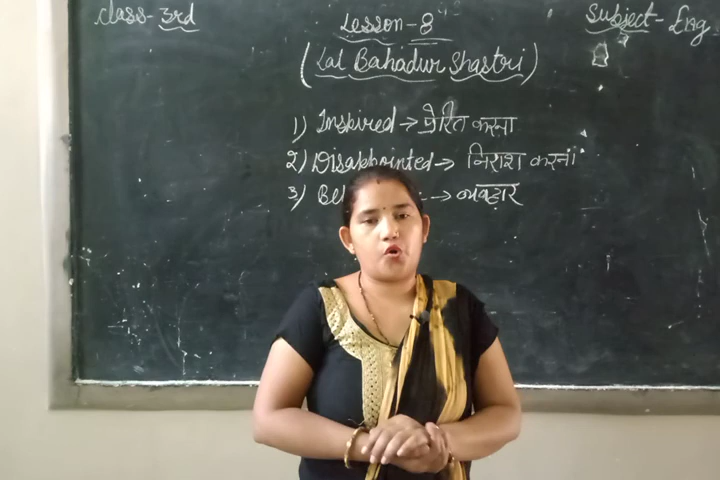 Class-3rd
Lesson-8
Subject-Eng
(Lal Bahadur Shastri)
1) Inspired → प्रेरित करना
2) Disappointed → निराश करना
3) → व्यवहार